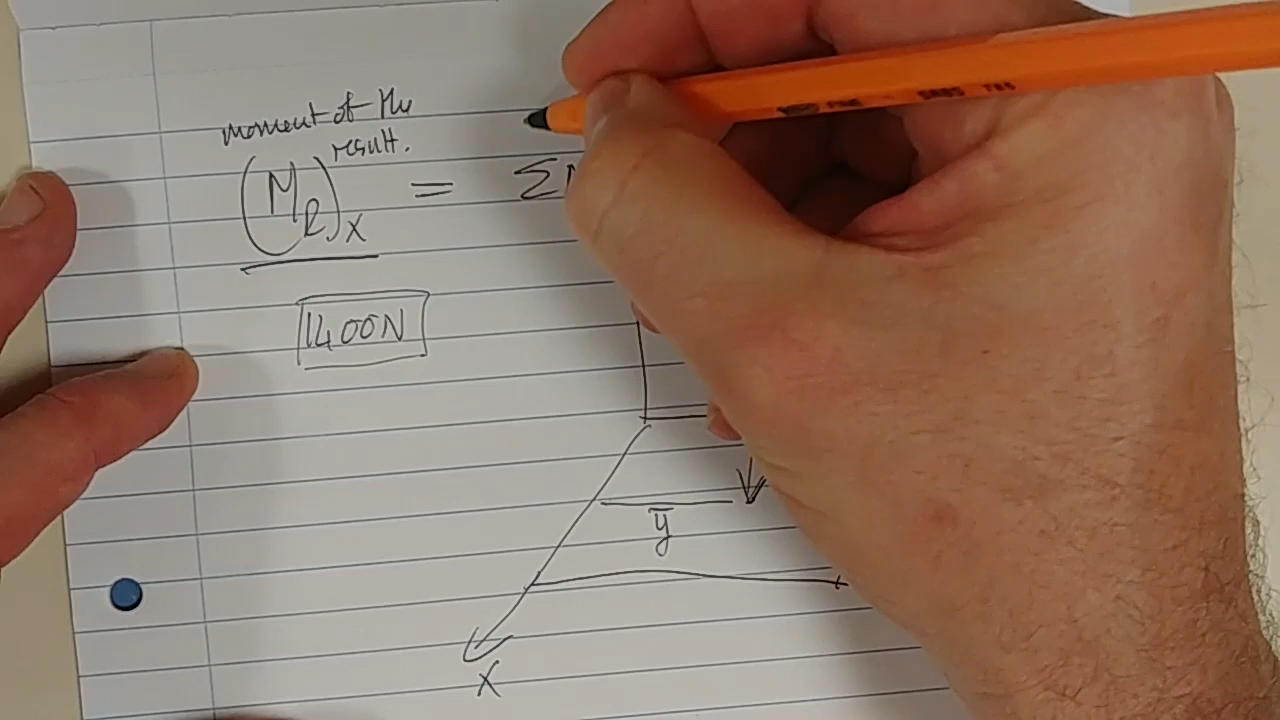 moment of the
result.
(M_R)_x = Σ
1400N
ȳ
x